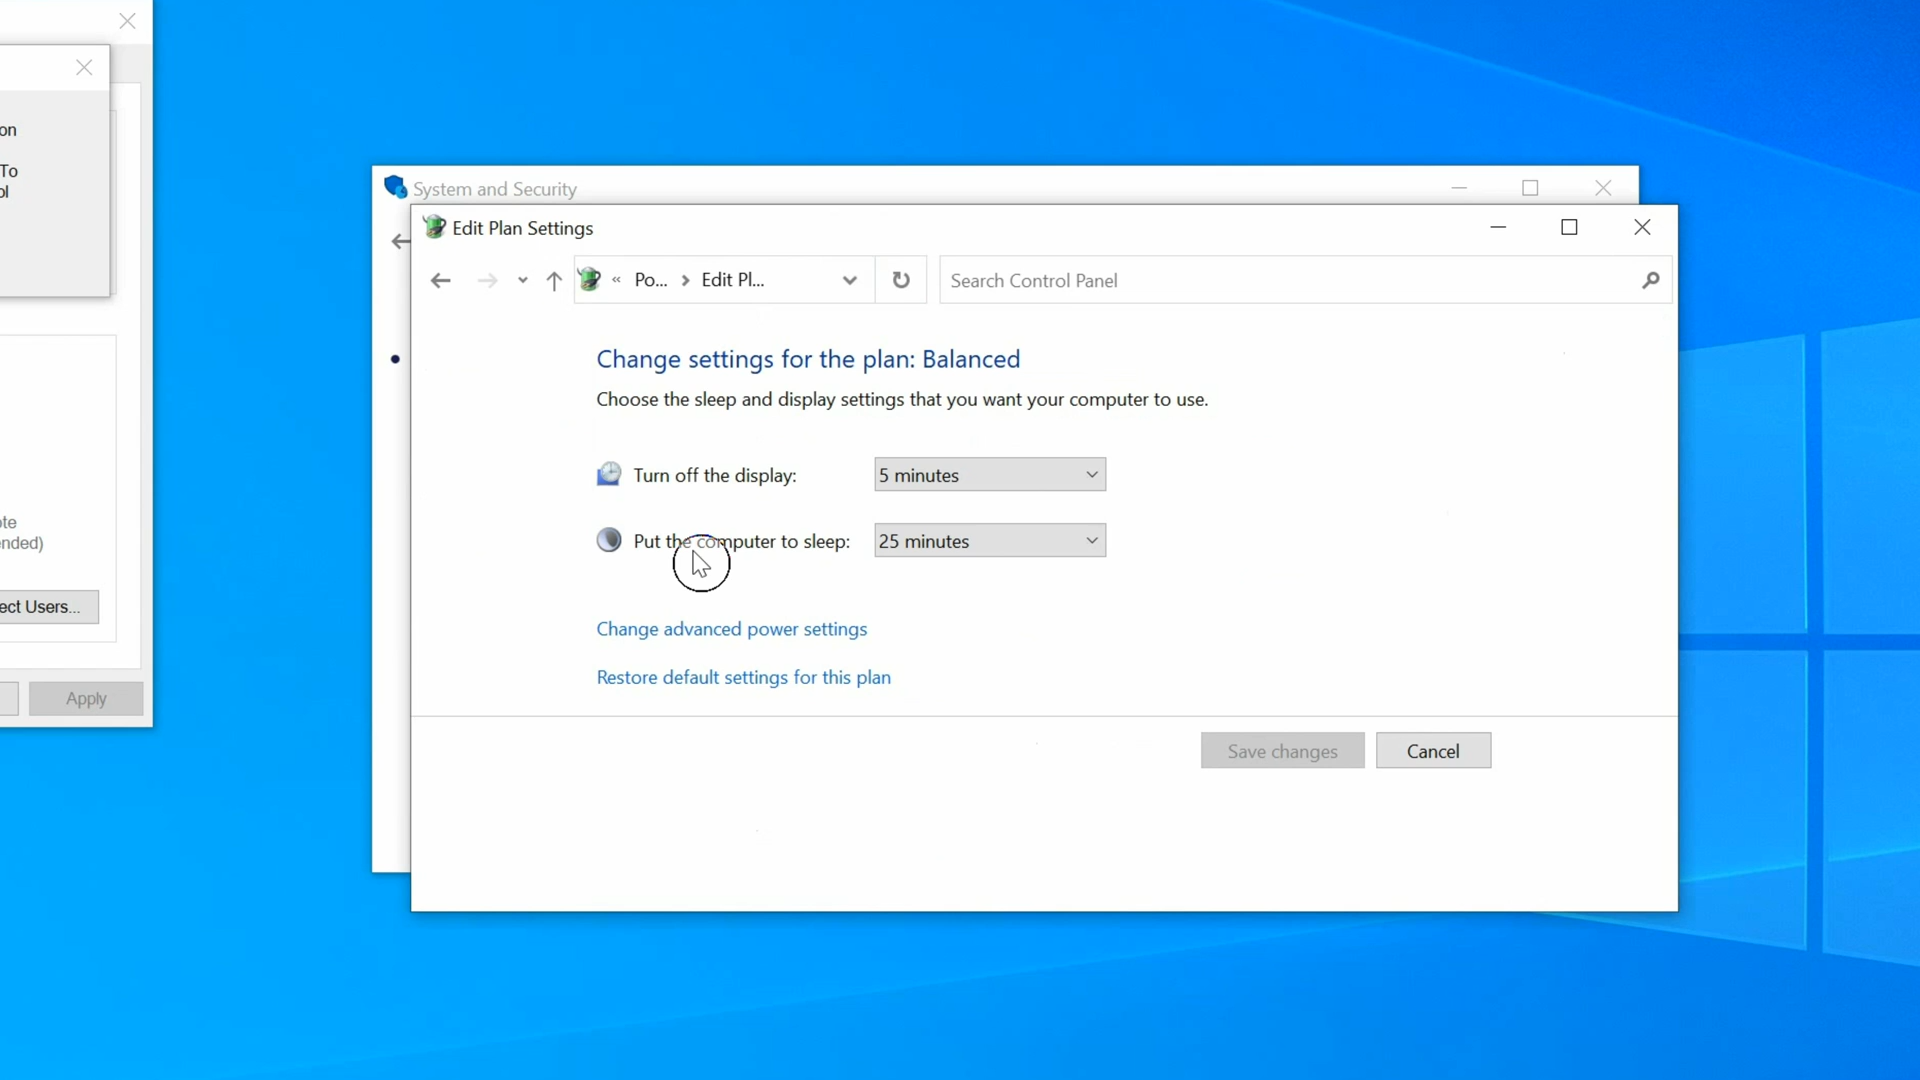 on
To
ol
ote
ended)
ect Users...
Apply
System and Security
Edit Plan Settings
« Po... > Edit Pl...
Search Control Panel
Change settings for the plan: Balanced
Choose the sleep and display settings that you want your computer to use.
Turn off the display: 5 minutes
Put the computer to sleep: 25 minutes
Change advanced power settings
Restore default settings for this plan
Save changes Cancel